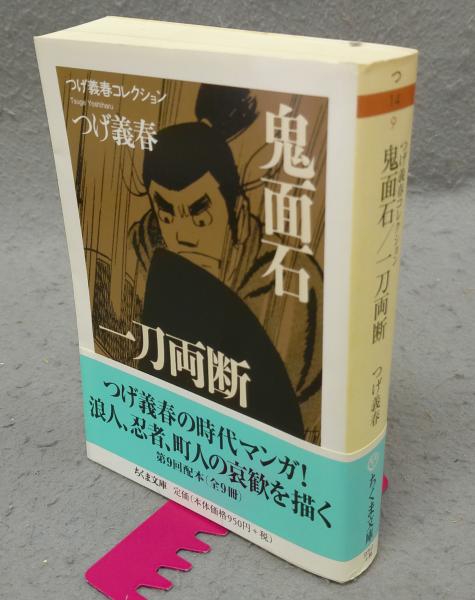 つげ義春コレクション
Tsuge Yoshiharu
つげ義春
鬼面石
一刀両断
つげ義春の時代マンガ!
浪人、忍者、町人の哀歓を描く
第9回配本(全9冊)
ちくま文庫 定価(本体価格950円+税)
つ
14
9
つげ義春コレクション
鬼面石/一刀両断
つげ義春
ちくま文庫